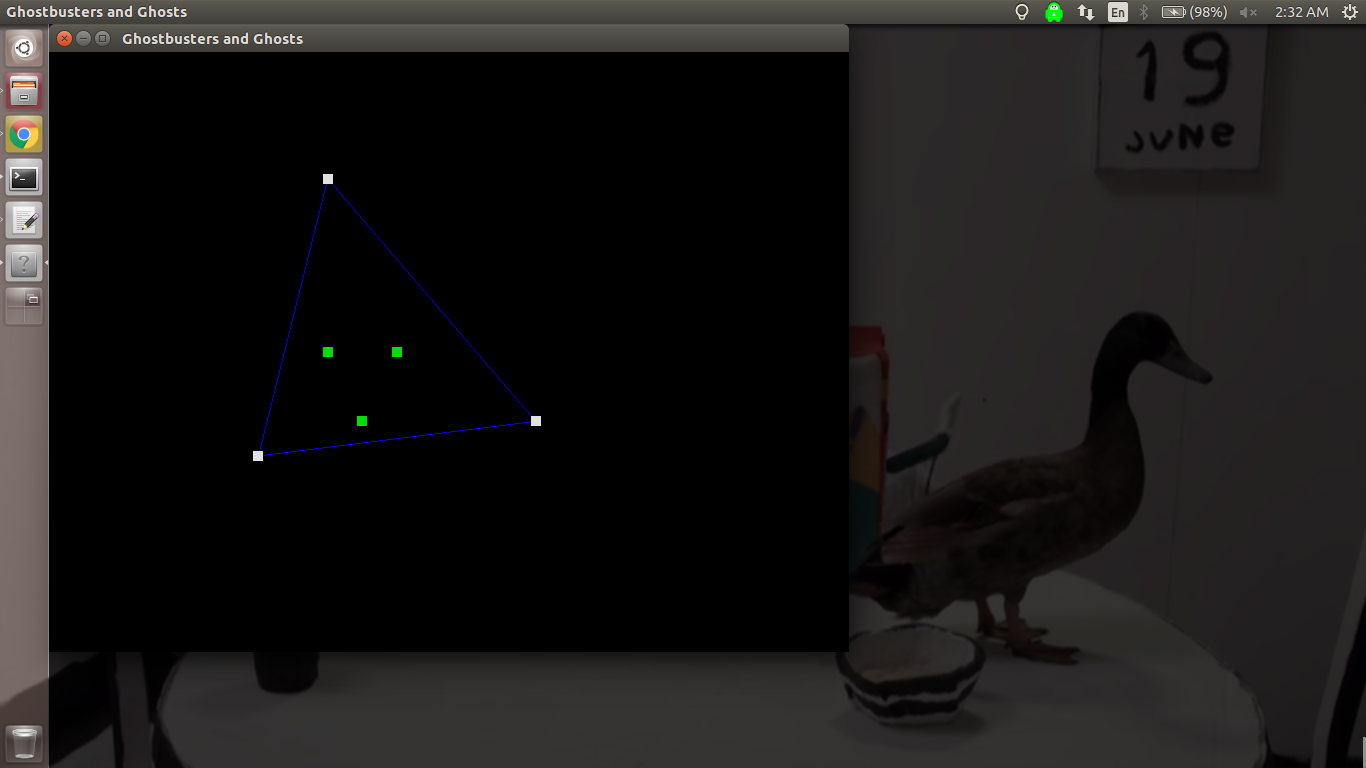 Ghostbusters and Ghosts
En
(98%)
2:32 AM
Ghostbusters and Ghosts
19
JUNE